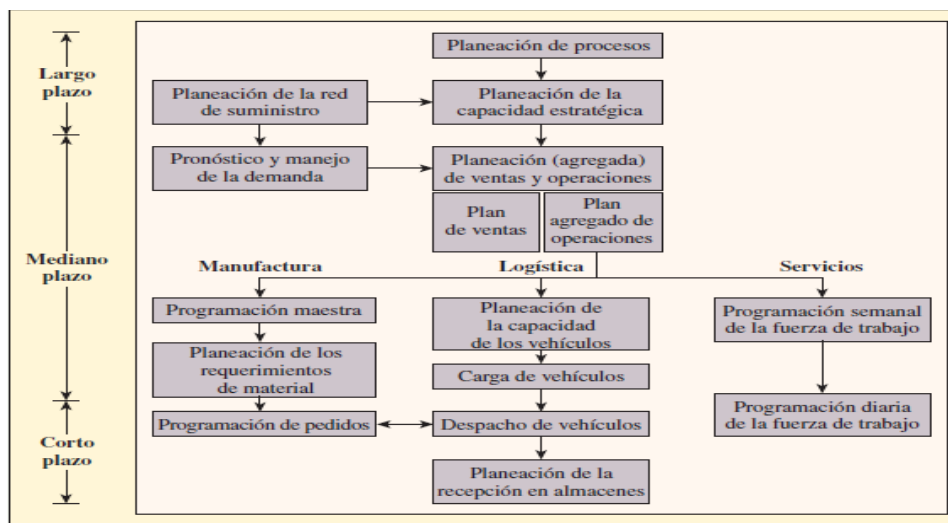 Largo
plazo
Mediano
plazo
Corto
plazo
Planeación de procesos
Planeación de la red
de suministro
Planeación de la
capacidad estratégica
Pronóstico y manejo
de la demanda
Planeación (agregada)
de ventas y operaciones
Plan
de ventas
Plan
agregado de
operaciones
Manufactura
Logística
Servicios
Programación maestra
Planeación de los
requerimientos
de material
Programación de pedidos
Planeación de
la capacidad
de los vehículos
Carga de vehículos
Despacho de vehículos
Planeación de la
recepción en almacenes
Programación semanal
de la fuerza de trabajo
Programación diaria
de la fuerza de trabajo